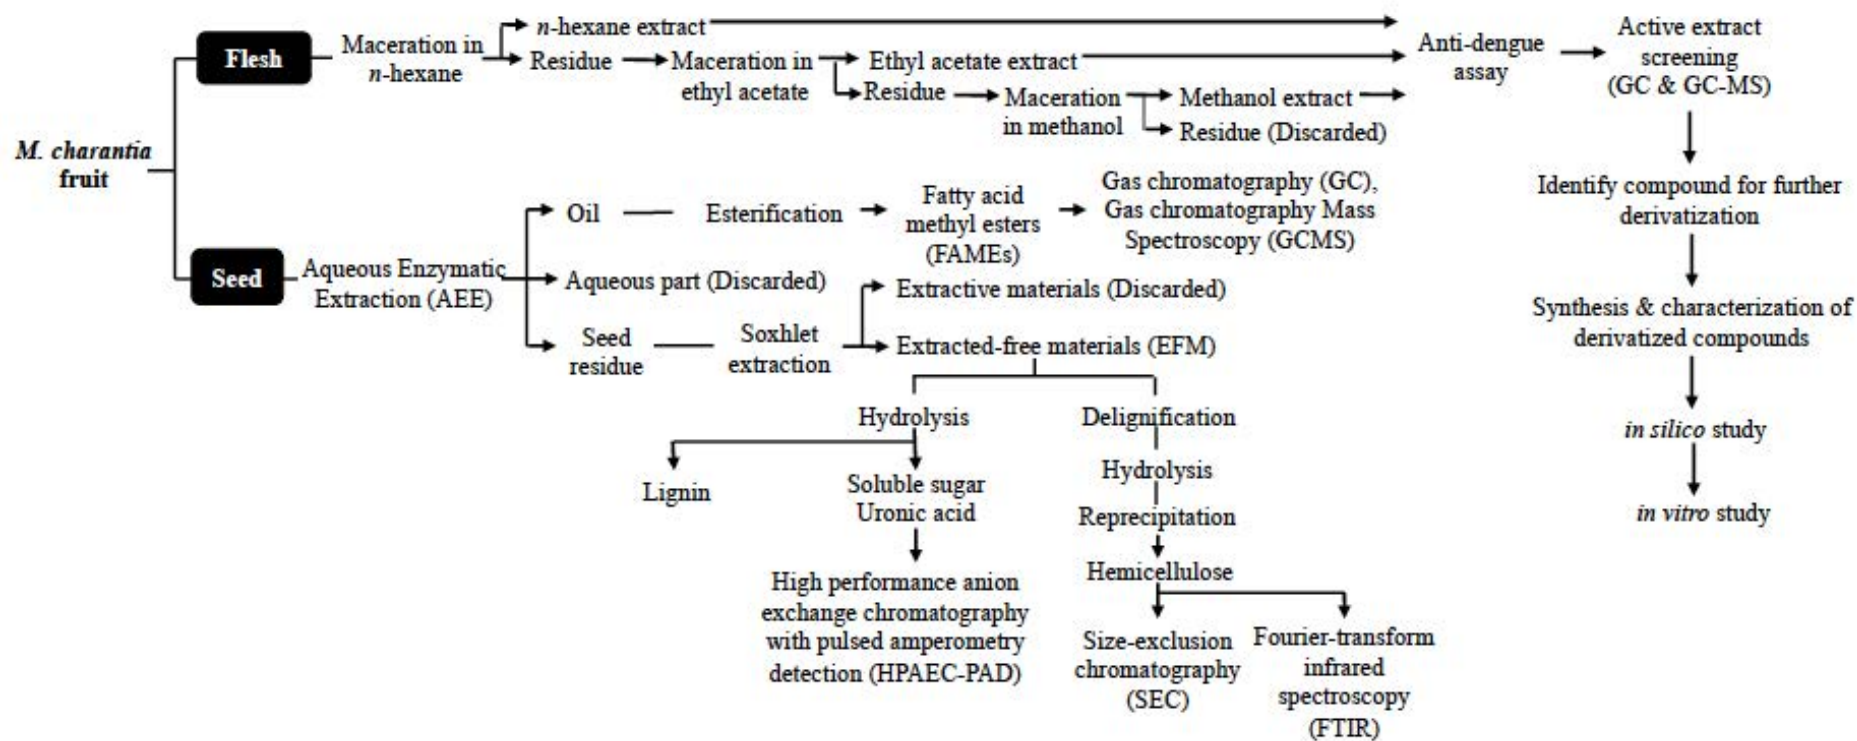 M. charantia
fruit
Flesh
Maceration in
n-hexane
n-hexane extract
Residue
Maceration in
ethyl acetate
Ethyl acetate extract
Residue
Maceration
in methanol
Methanol extract
Residue (Discarded)
Anti-dengue
assay
Active extract
screening
(GC & GC-MS)
Identify compound for further
derivatization
Synthesis & characterization of
derivatized compounds
in silico study
in vitro study
Seed
Aqueous Enzymatic
Extraction (AEE)
Oil
Esterification
Fatty acid
methyl esters
(FAMEs)
Gas chromatography (GC),
Gas chromatography Mass
Spectroscopy (GCMS)
Aqueous part (Discarded)
Seed
residue
Soxhlet
extraction
Extractive materials (Discarded)
Extracted-free materials (EFM)
Hydrolysis
Lignin
Soluble sugar
Uronic acid
High performance anion
exchange chromatography
with pulsed amperometry
detection (HPAEC-PAD)
Delignification
Hydrolysis
Reprecipitation
Hemicellulose
Size-exclusion
chromatography
(SEC)
Fourier-transform
infrared
spectroscopy
(FTIR)